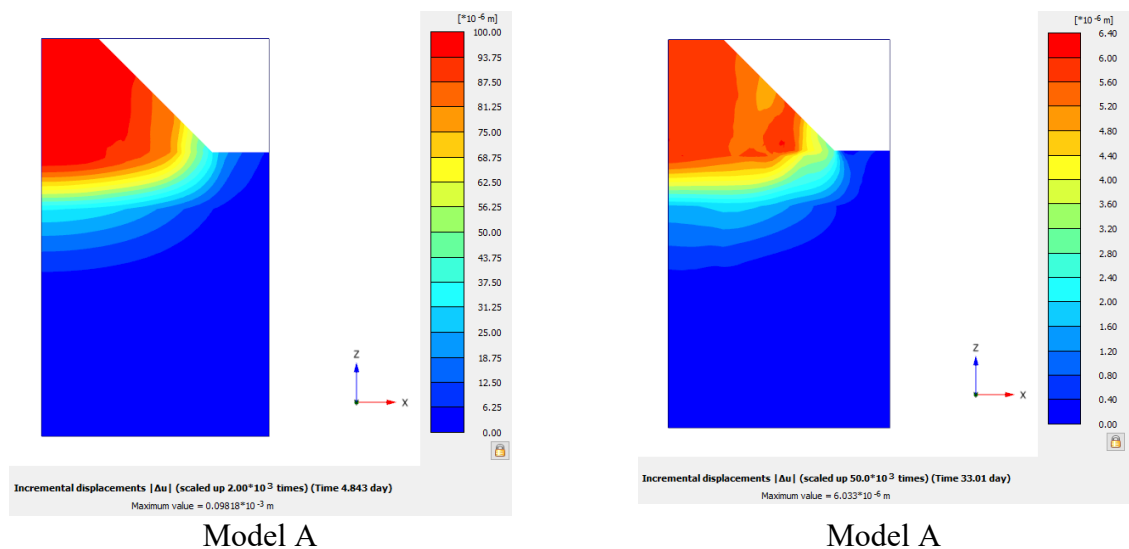 [*10 -6 m]
100.00
93.75
87.50
81.25
75.00
68.75
62.50
56.25
50.00
43.75
37.50
31.25
25.00
18.75
12.50
6.25
0.00
Z
X
Incremental displacements |Δu| (scaled up 2.00*10 3 times) (Time 4.843 day)
Maximum value = 0.09818*10 -3 m
Model A
[*10 -6 m]
6.40
6.00
5.60
5.20
4.80
4.40
4.00
3.60
3.20
2.80
2.40
2.00
1.60
1.20
0.80
0.40
0.00
Z
X
Incremental displacements |Δu| (scaled up 50.0*10 3 times) (Time 33.01 day)
Maximum value = 6.033*10 -6 m
Model A